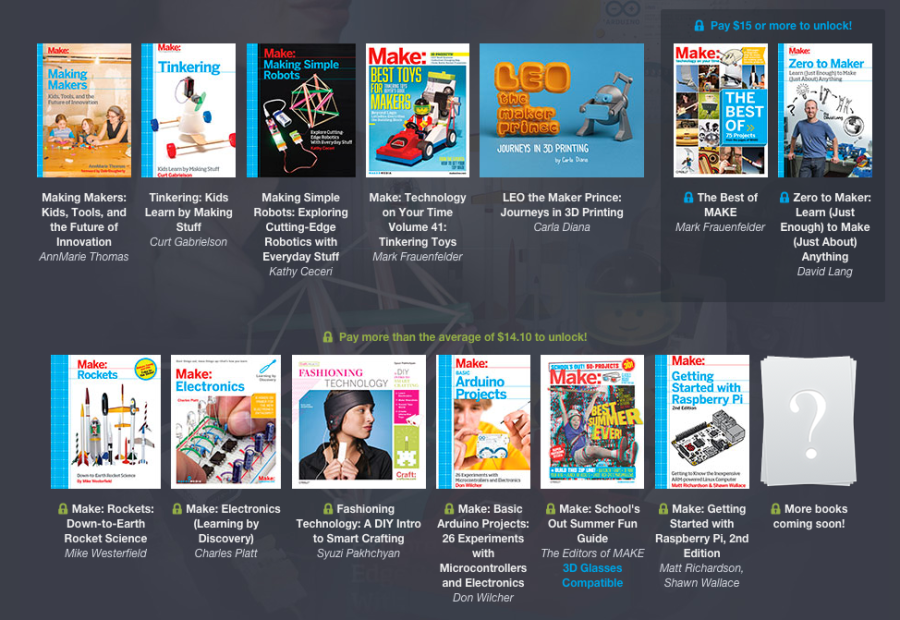 Pay $15 or more to unlock!
Make:
Making
Makers
Kids, Tools, and the
Future of Innovation
AnnMarie Thomas
Make:
Tinkering
Kids Learn by Making Stuff
Curt Gabrielson
Make:
Making Simple
Robots
Explore Cutting-
Edge Robotics with
Everyday Stuff
Kathy Ceceri
Make:
BEST TOYS
FOR
MAKERS
LEO
the
maker
prince
JOURNEYS IN 3D PRINTING
by Carla Diana
Make:
technology on your time
THE
BEST
OF
75 Projects
Make:
Zero to Maker
Learn (Just Enough) to Make
(Just About) Anything
Making Makers:
Kids, Tools, and
the Future of
Innovation
AnnMarie Thomas
Tinkering: Kids
Learn by Making
Stuff
Curt Gabrielson
Making Simple
Robots: Exploring
Cutting-Edge
Robotics with
Everyday Stuff
Kathy Ceceri
Make: Technology
on Your Time
Volume 41:
Tinkering Toys
Mark Frauenfelder
LEO the Maker Prince:
Journeys in 3D Printing
Carla Diana
The Best of
MAKE
Mark Frauenfelder
Zero to Maker:
Learn (Just
Enough) to Make
(Just About)
Anything
David Lang
Pay more than the average of $14.10 to unlock!
Make:
Rockets
Down-to-Earth Rocket Science
Mike Westerfield
Make:
Electronics
Learning by
Discovery
Charles Platt
Make:
FASHIONING
TECHNOLOGY
A DIY
Craft:
Make:
BASIC
Arduino
Projects
26 Experiments with
Microcontrollers and Electronics
Don Wilcher
SCHOOL'S OUT! 50+ PROJECTS
Make:
BEST
SUMMER
EVER!
Make:
Getting
Started with
Raspberry Pi
2nd Edition
Getting to Know the Inexpensive
ARM-powered Linux Computer
Matt Richardson & Shawn Wallace
?
Make: Rockets:
Down-to-Earth
Rocket Science
Mike Westerfield
Make: Electronics
(Learning by
Discovery)
Charles Platt
Fashioning
Technology: A DIY Intro
to Smart Crafting
Syuzi Pakhchyan
Make: Basic
Arduino Projects:
26 Experiments
with
Microcontrollers
and Electronics
Don Wilcher
Make: School's
Out Summer Fun
Guide
The Editors of MAKE
3D Glasses
Compatible
Make: Getting
Started with
Raspberry Pi, 2nd
Edition
Matt Richardson,
Shawn Wallace
More books
coming soon!